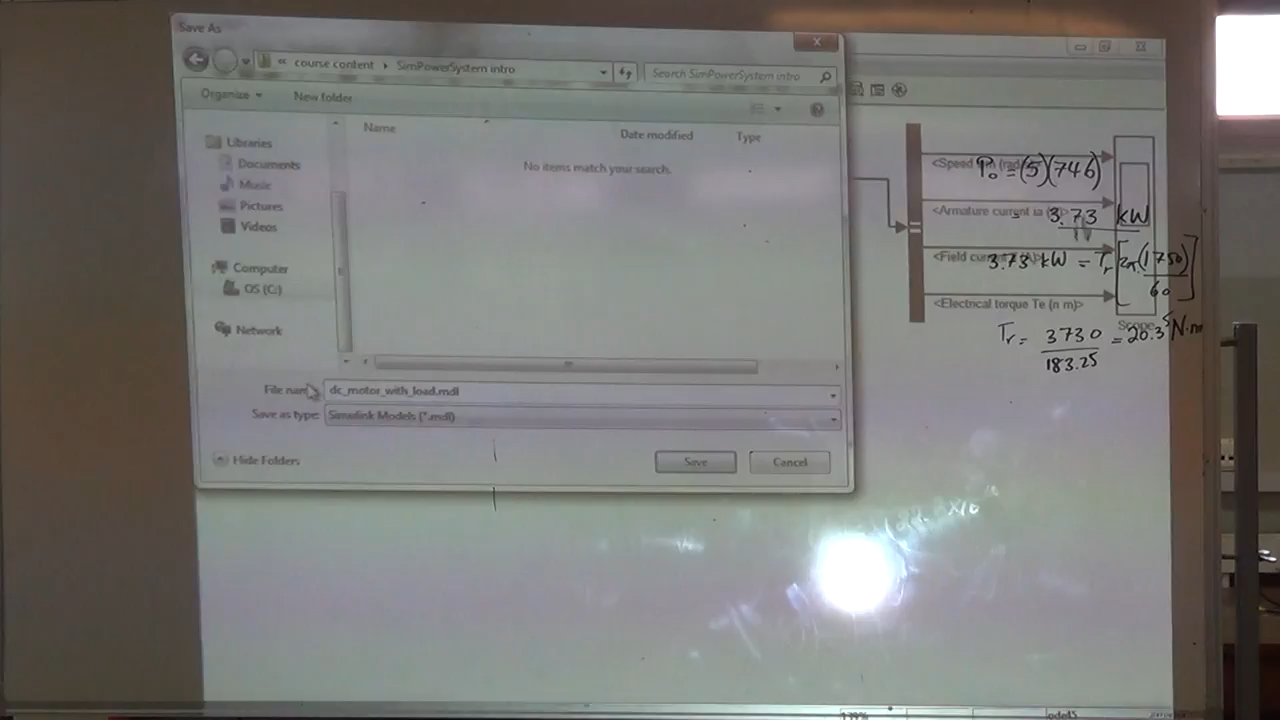 Save As
course content ▸ SimPowerSystem intro
Search SimPowerSystem intro
Organize
New folder
Name
Date modified
Type
No items match your search.
Libraries
Documents
Music
Pictures
Videos
Computer
OS (C:)
Network
File name:
dc_motor_with_load.mdl
Save as type:
Simulink Models (*.mdl)
Hide Folders
Save
Cancel
<Speed
P₀ = (5)(746)
<Armature current ia
= 3.73 kW
<Field
3.73 kW = Tr [2π(1750)/60]
<Electrical torque Te (n m)>
Scope
Tr = 3730/183.25 = 20.35 N·m